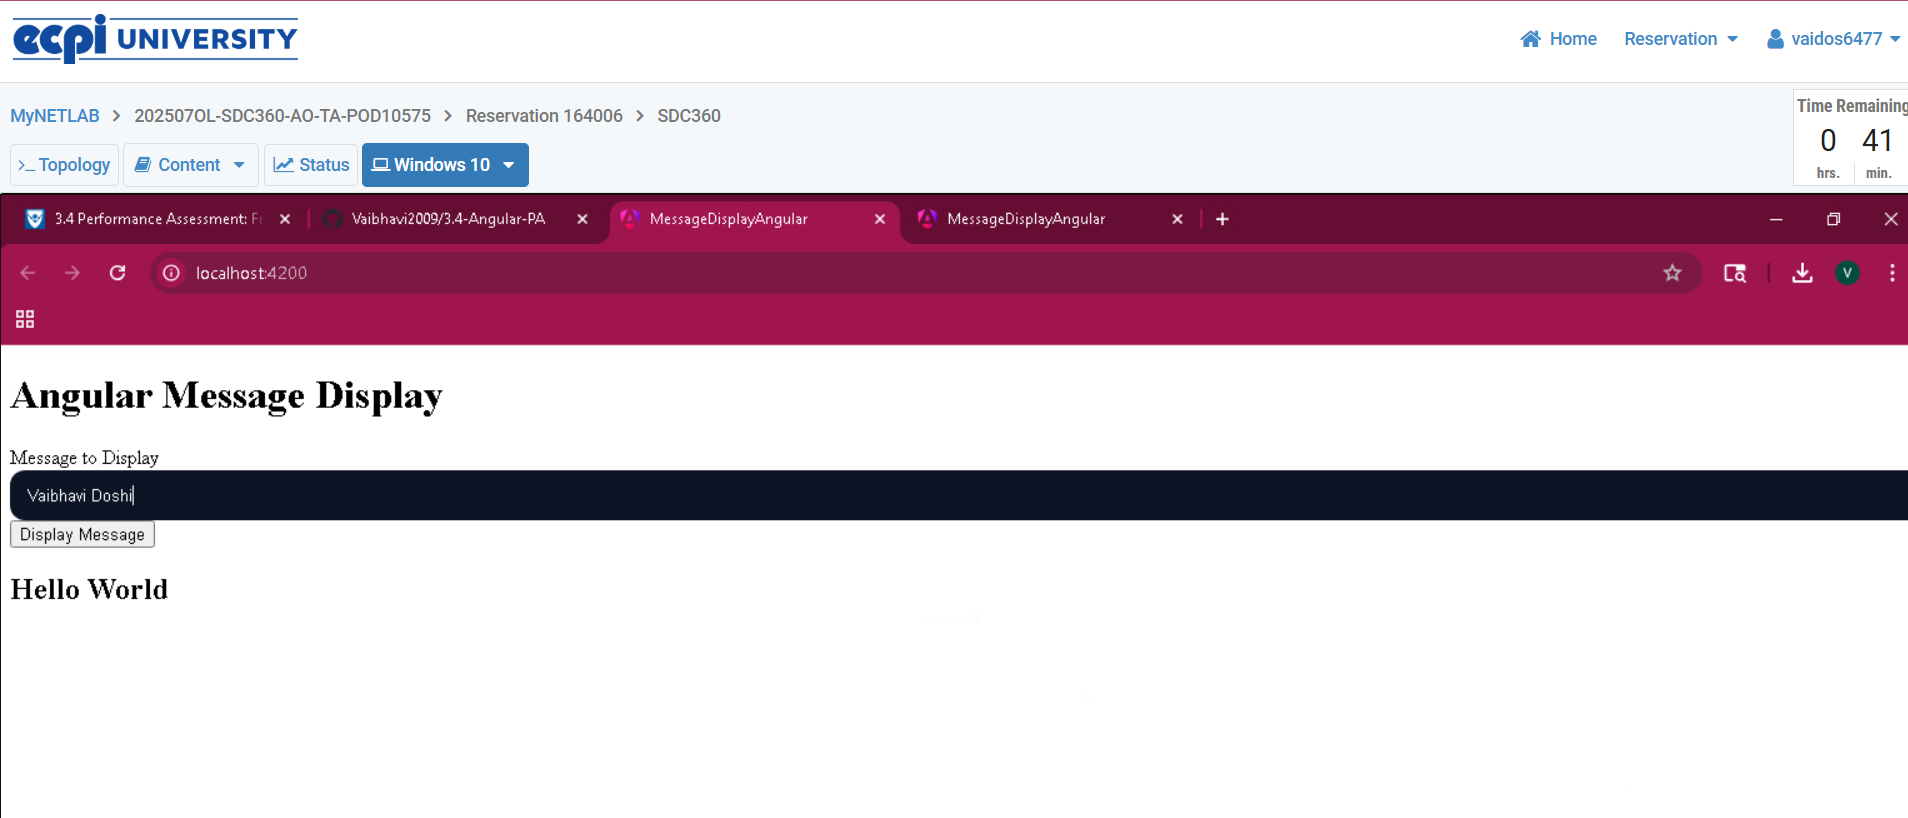 ecpi UNIVERSITY
Home Reservation vaidos6477
MyNETLAB > 202507OL-SDC360-AO-TA-POD10575 > Reservation 164006 > SDC360
Time Remaining
0 41
hrs. min.
>_ Topology Content Status Windows 10
3.4 Performance Assessment: Fr Vaibhavi2009/3.4-Angular-PA MessageDisplayAngular MessageDisplayAngular
localhost:4200
V
Angular Message Display
Message to Display
Vaibhavi Doshi
Display Message
Hello World